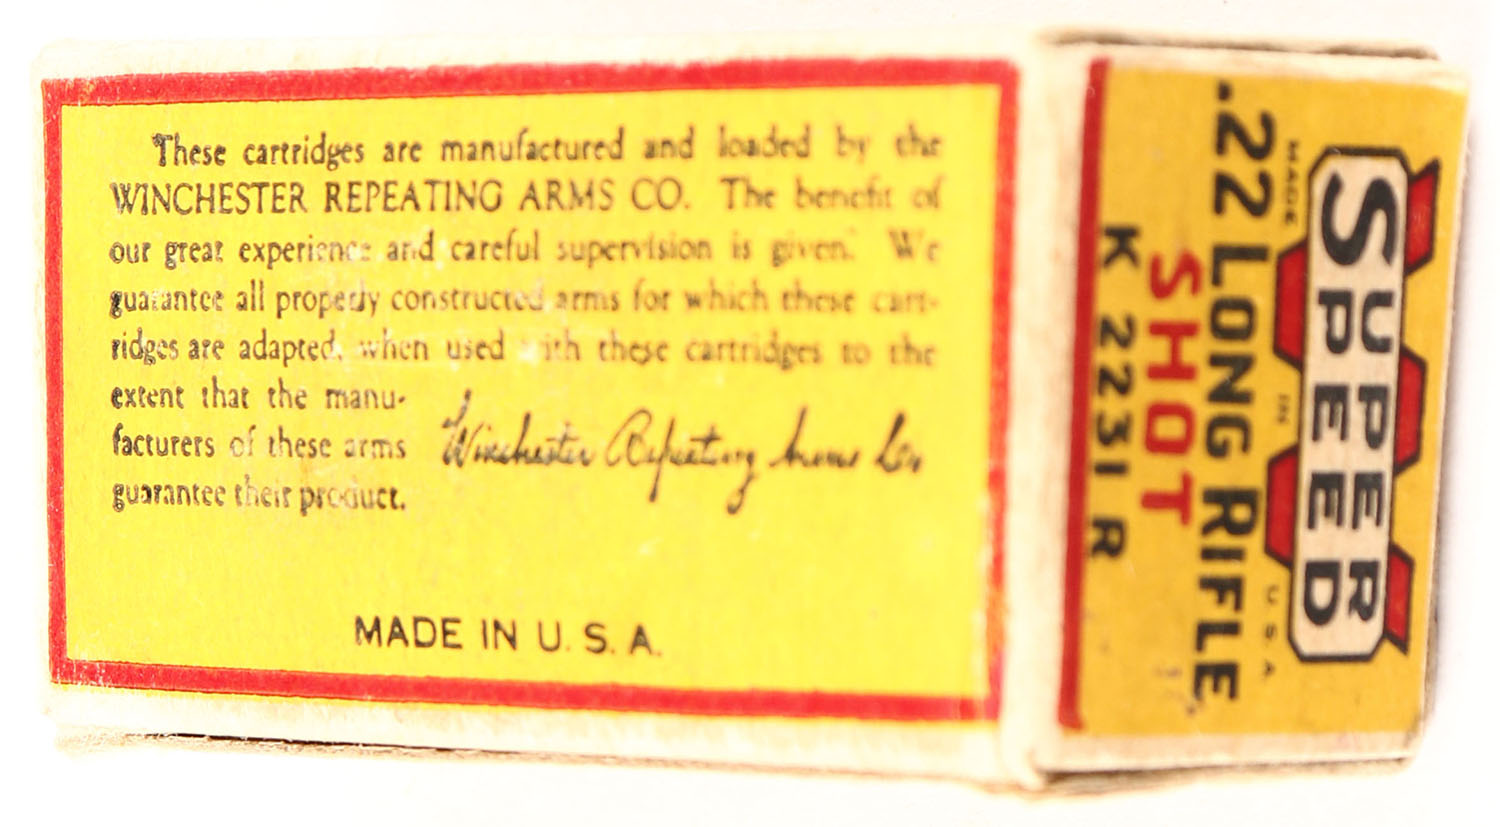 These cartridges are manufactured and loaded by the
WINCHESTER REPEATING ARMS CO. The benefit of
our great experience and careful supervision is given. We
guarantee all properly constructed arms for which these cart-
ridges are adapted, when used with these cartridges to the
extent that the manu-
facturers of these arms
guarantee their product.
Winchester Repeating Arms Co.
MADE IN U. S. A.
SUPER
SPEED
MADE IN U.S.A.
.22 LONG RIFLE
SHOT
K 2231 R